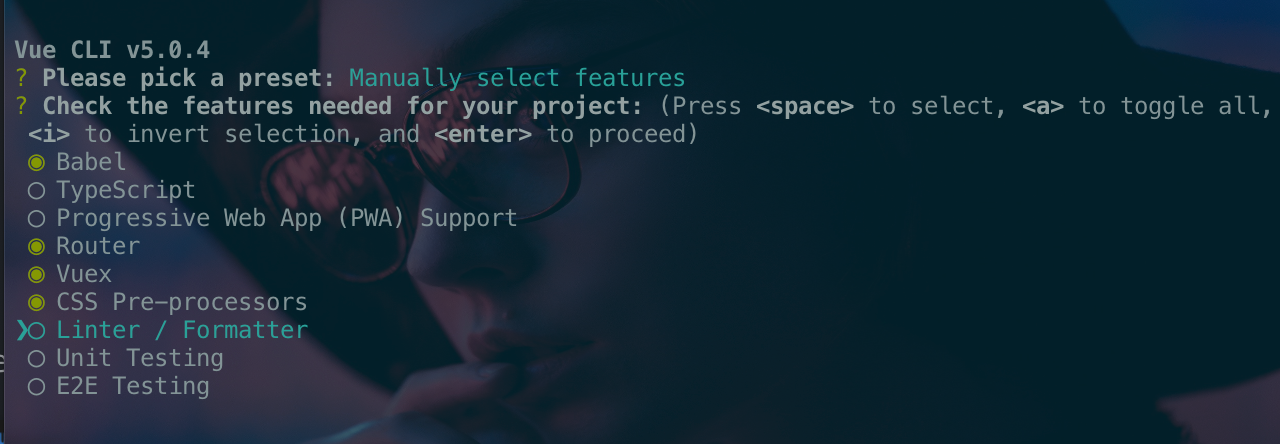 Vue CLI v5.0.4
? Please pick a preset: Manually select features
? Check the features needed for your project: (Press <space> to select, <a> to toggle all,
<i> to invert selection, and <enter> to proceed)
◉ Babel
◯ TypeScript
◯ Progressive Web App (PWA) Support
◉ Router
◉ Vuex
◉ CSS Pre-processors
❯◯ Linter / Formatter
◯ Unit Testing
◯ E2E Testing